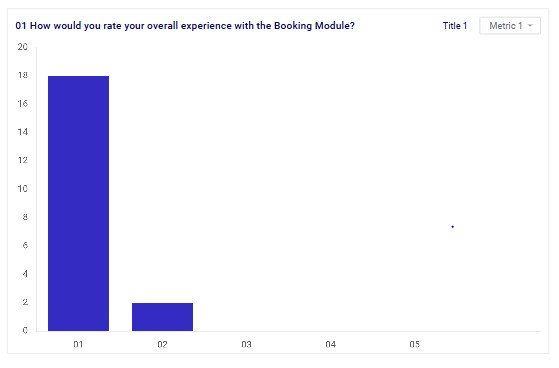 01 How would you rate your overall experience with the Booking Module?
Title 1
Metric 1
20
18
16
14
12
10
8
6
4
2
0
01 02 03 04 05